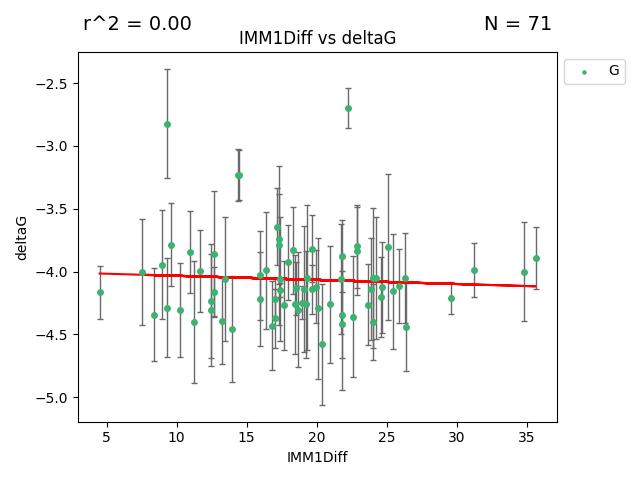 r^2 = 0.00
N = 71
IMM1Diff vs deltaG
G
−2.5
−3.0
−3.5
−4.0
−4.5
−5.0
deltaG
5 10 15 20 25 30 35
IMM1Diff